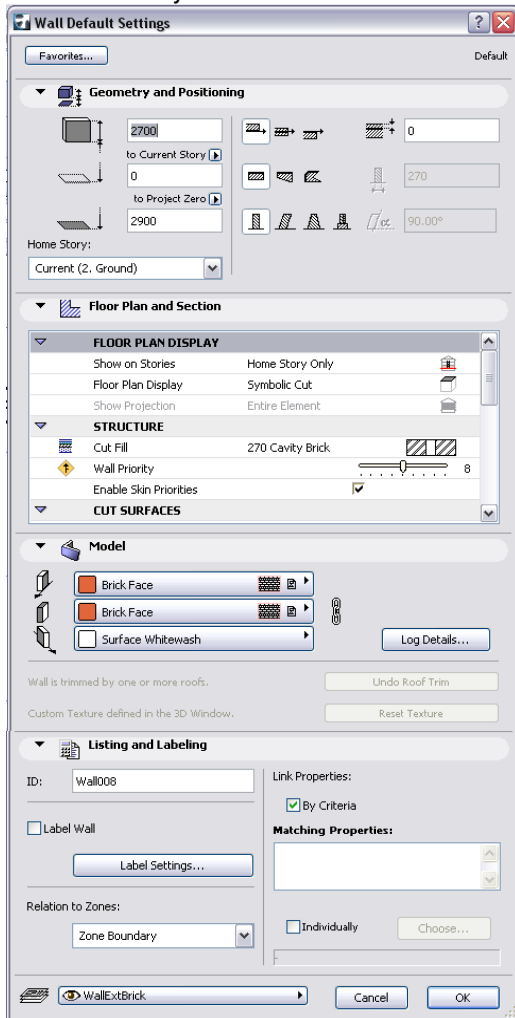 Wall Default Settings
Favorites...
Default
Geometry and Positioning
2700
0
to Current Story
0
270
to Project Zero
2900
90.00°
α
Home Story:
Current (2. Ground)
Floor Plan and Section
FLOOR PLAN DISPLAY
Show on Stories Home Story Only
Floor Plan Display Symbolic Cut
Show Projection Entire Element
STRUCTURE
Cut Fill 270 Cavity Brick
Wall Priority 8
Enable Skin Priorities
CUT SURFACES
Model
Brick Face
Brick Face
Surface Whitewash
Log Details...
Wall is trimmed by one or more roofs. Undo Roof Trim
Custom Texture defined in the 3D Window. Reset Texture
Listing and Labeling
ID: Wall008
Label Wall
Label Settings...
Relation to Zones:
Zone Boundary
Link Properties:
By Criteria
Matching Properties:
Individually Choose...
-
WallExtBrick
Cancel OK